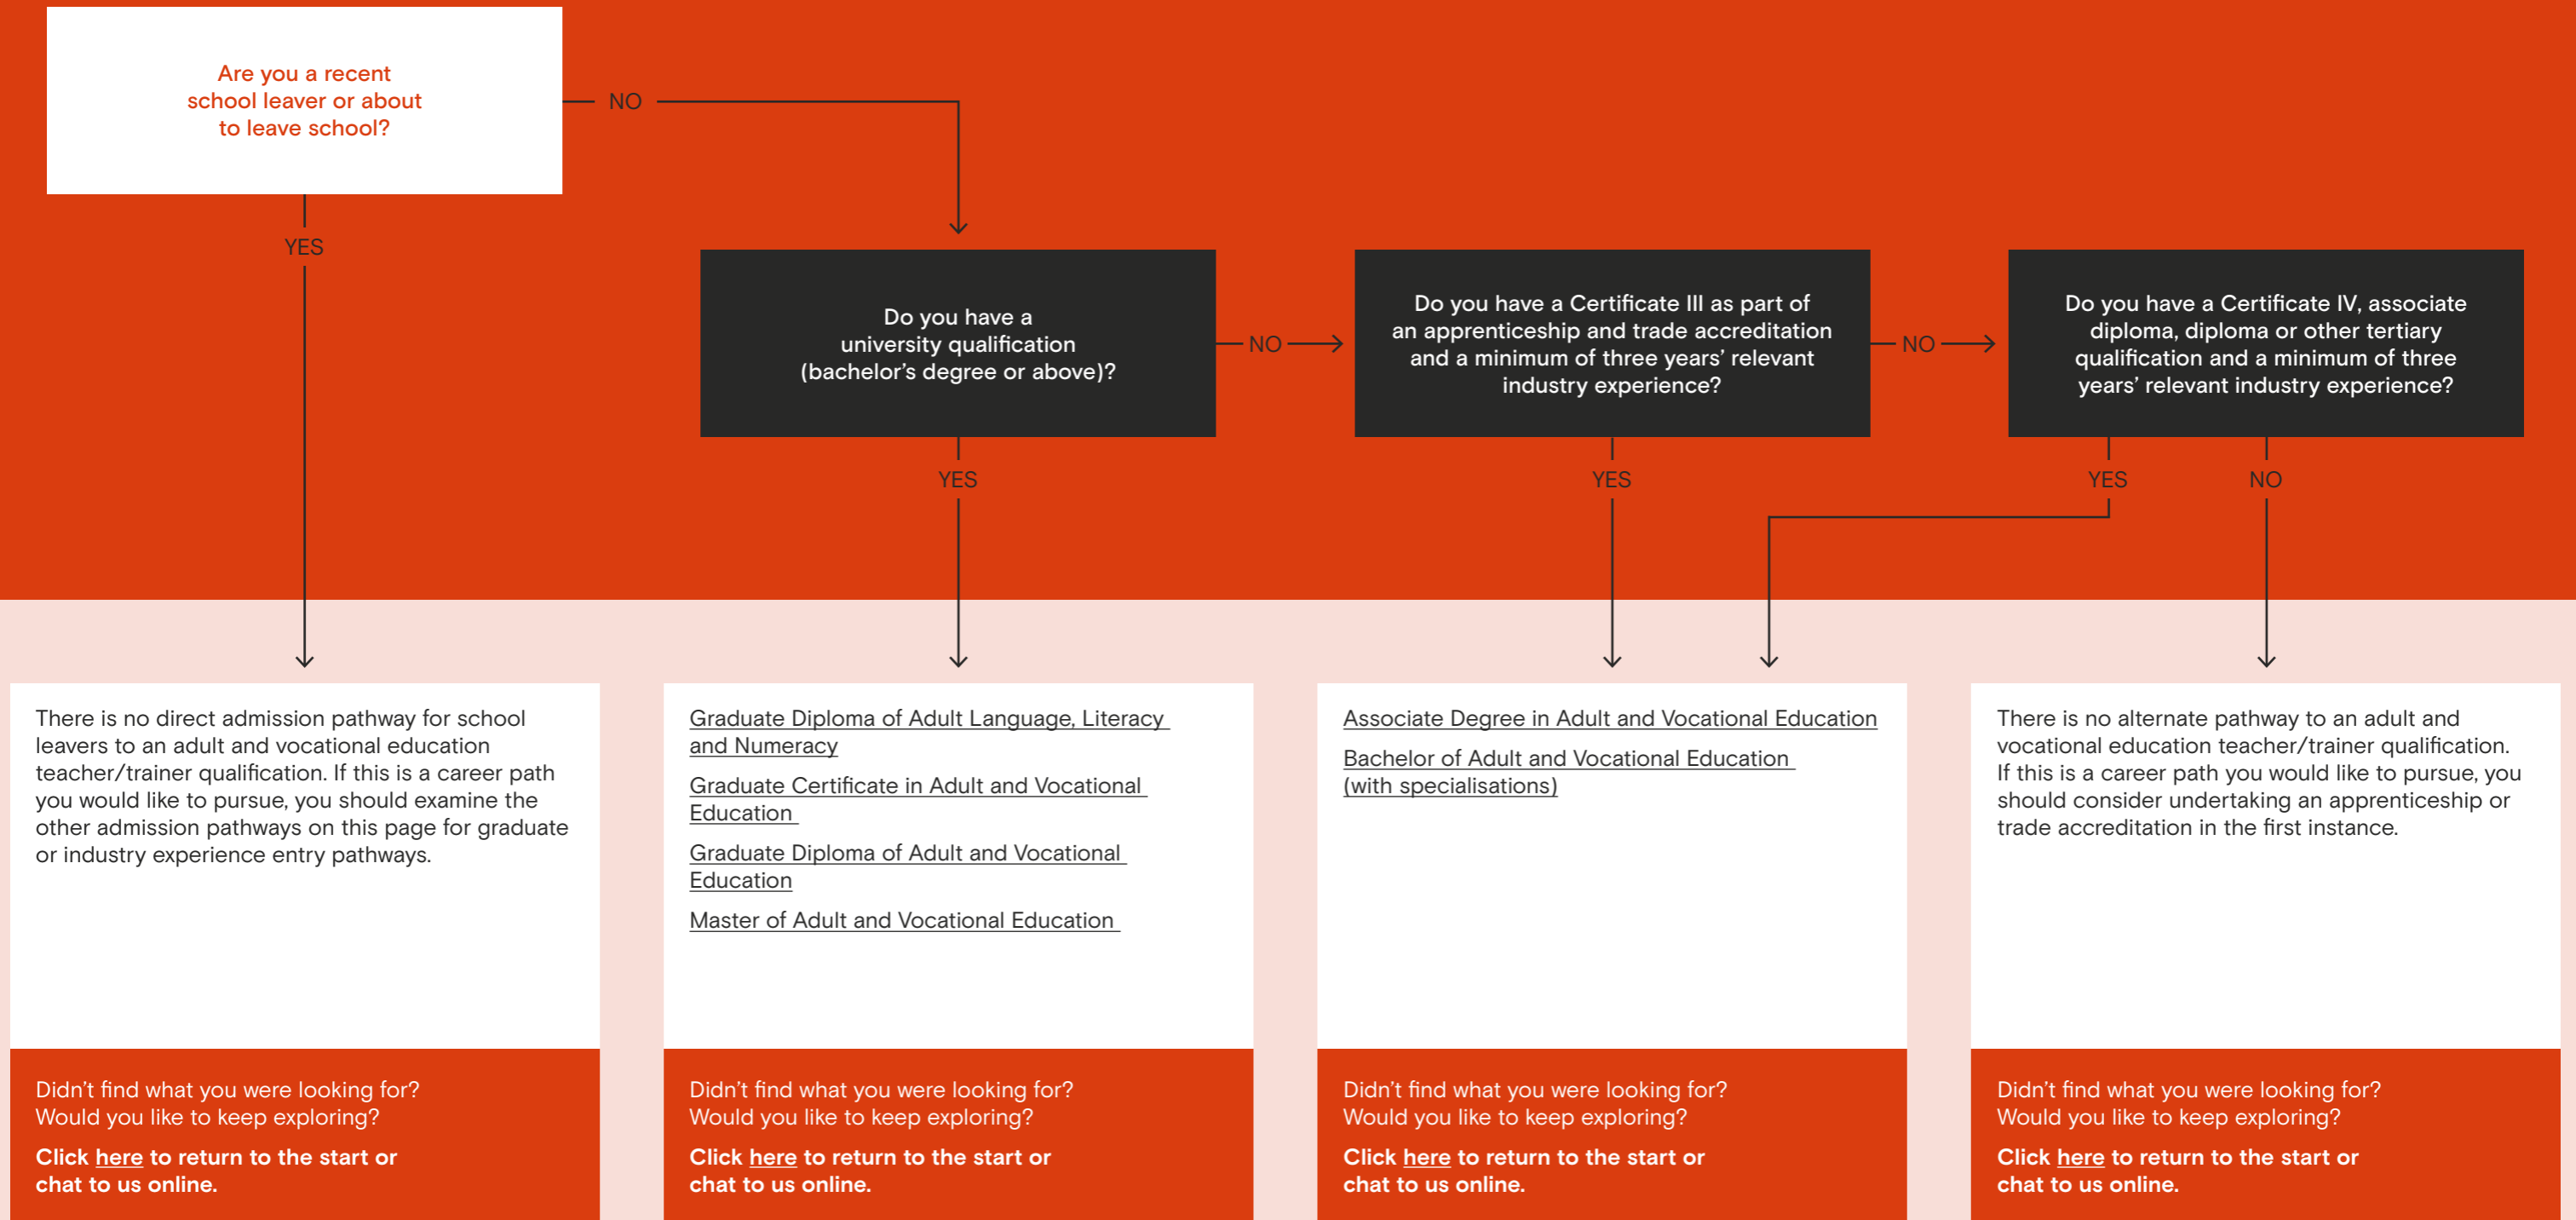 Are you a recent
school leaver or about
to leave school?
NO
YES
Do you have a
university qualification
(bachelor’s degree or above)?
NO
Do you have a Certificate III as part of
an apprenticeship and trade accreditation
and a minimum of three years’ relevant
industry experience?
NO
Do you have a Certificate IV, associate
diploma, diploma or other tertiary
qualification and a minimum of three
years’ relevant industry experience?
YES
YES
YES
NO
There is no direct admission pathway for school
leavers to an adult and vocational education
teacher/trainer qualification. If this is a career path
you would like to pursue, you should examine the
other admission pathways on this page for graduate
or industry experience entry pathways.
Graduate Diploma of Adult Language, Literacy
and Numeracy
Graduate Certificate in Adult and Vocational
Education
Graduate Diploma of Adult and Vocational
Education
Master of Adult and Vocational Education
Associate Degree in Adult and Vocational Education
Bachelor of Adult and Vocational Education
(with specialisations)
There is no alternate pathway to an adult and
vocational education teacher/trainer qualification.
If this is a career path you would like to pursue, you
should consider undertaking an apprenticeship or
trade accreditation in the first instance.
Didn’t find what you were looking for?
Would you like to keep exploring?
Click here to return to the start or
chat to us online.
Didn’t find what you were looking for?
Would you like to keep exploring?
Click here to return to the start or
chat to us online.
Didn’t find what you were looking for?
Would you like to keep exploring?
Click here to return to the start or
chat to us online.
Didn’t find what you were looking for?
Would you like to keep exploring?
Click here to return to the start or
chat to us online.